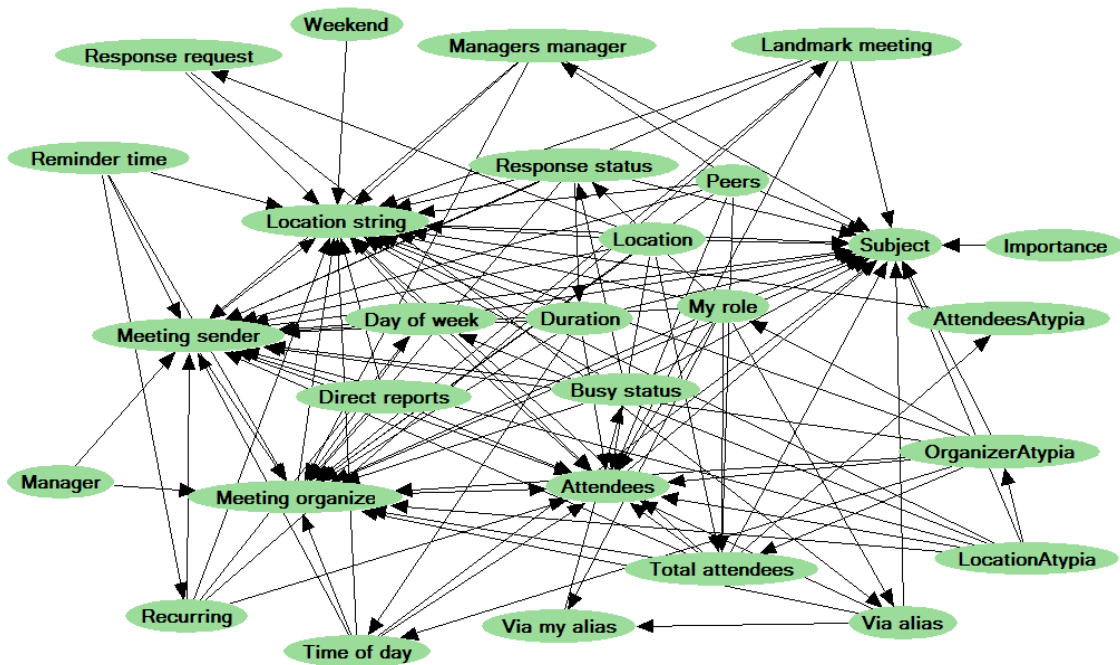 Weekend
Response request
Managers manager
Landmark meeting
Reminder time
Response status
Peers
Location string
Location
Subject
Importance
Meeting sender
Day of week
Duration
My role
AttendeesAtypia
Direct reports
Busy status
Manager
Meeting organize
Attendees
OrganizerAtypia
Total attendees
LocationAtypia
Recurring
Time of day
Via my alias
Via alias